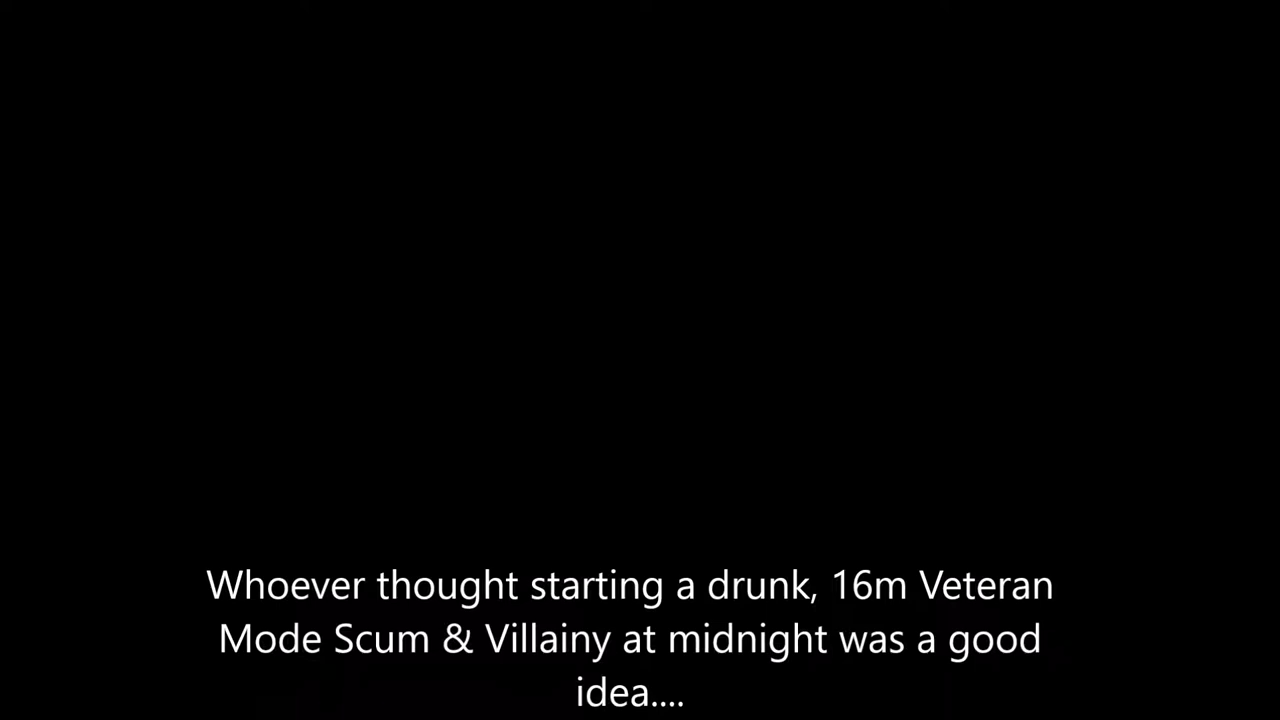 Whoever thought starting a drunk, 16m Veteran
Mode Scum & Villainy at midnight was a good
idea....